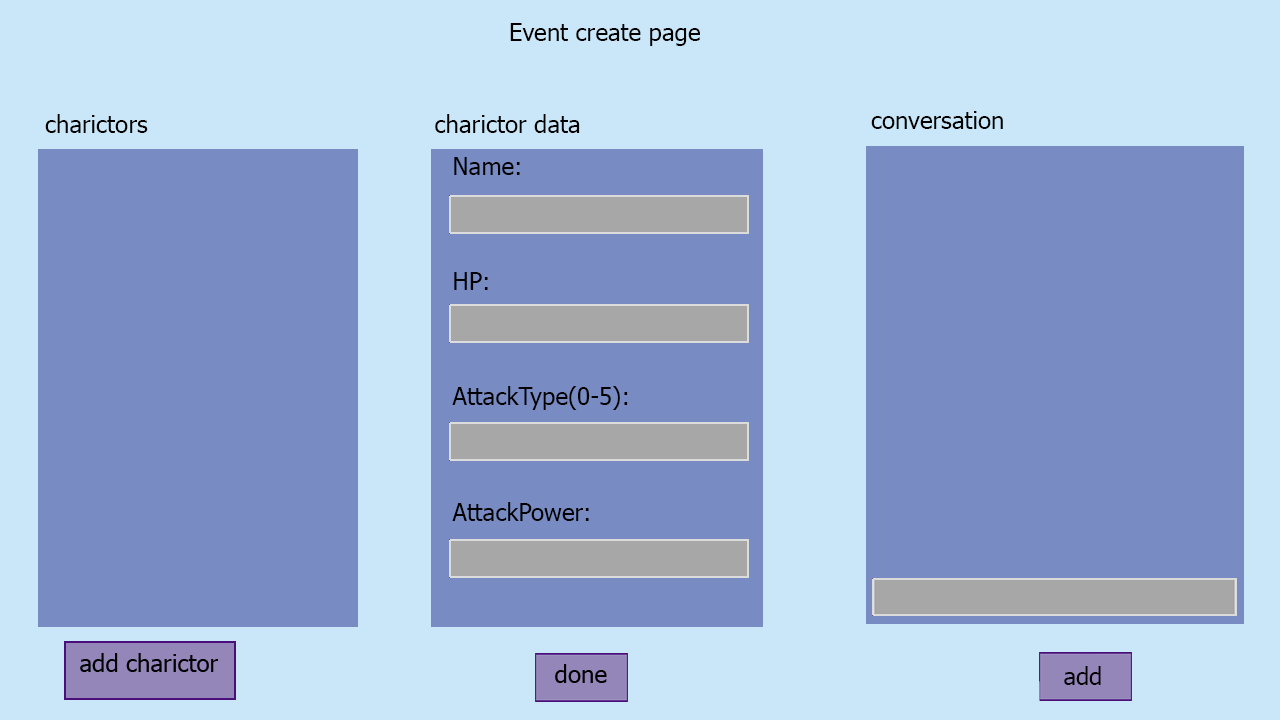 Event create page
charictors
add charictor
charictor data
Name:
HP:
AttackType(0-5):
AttackPower:
done
conversation
add